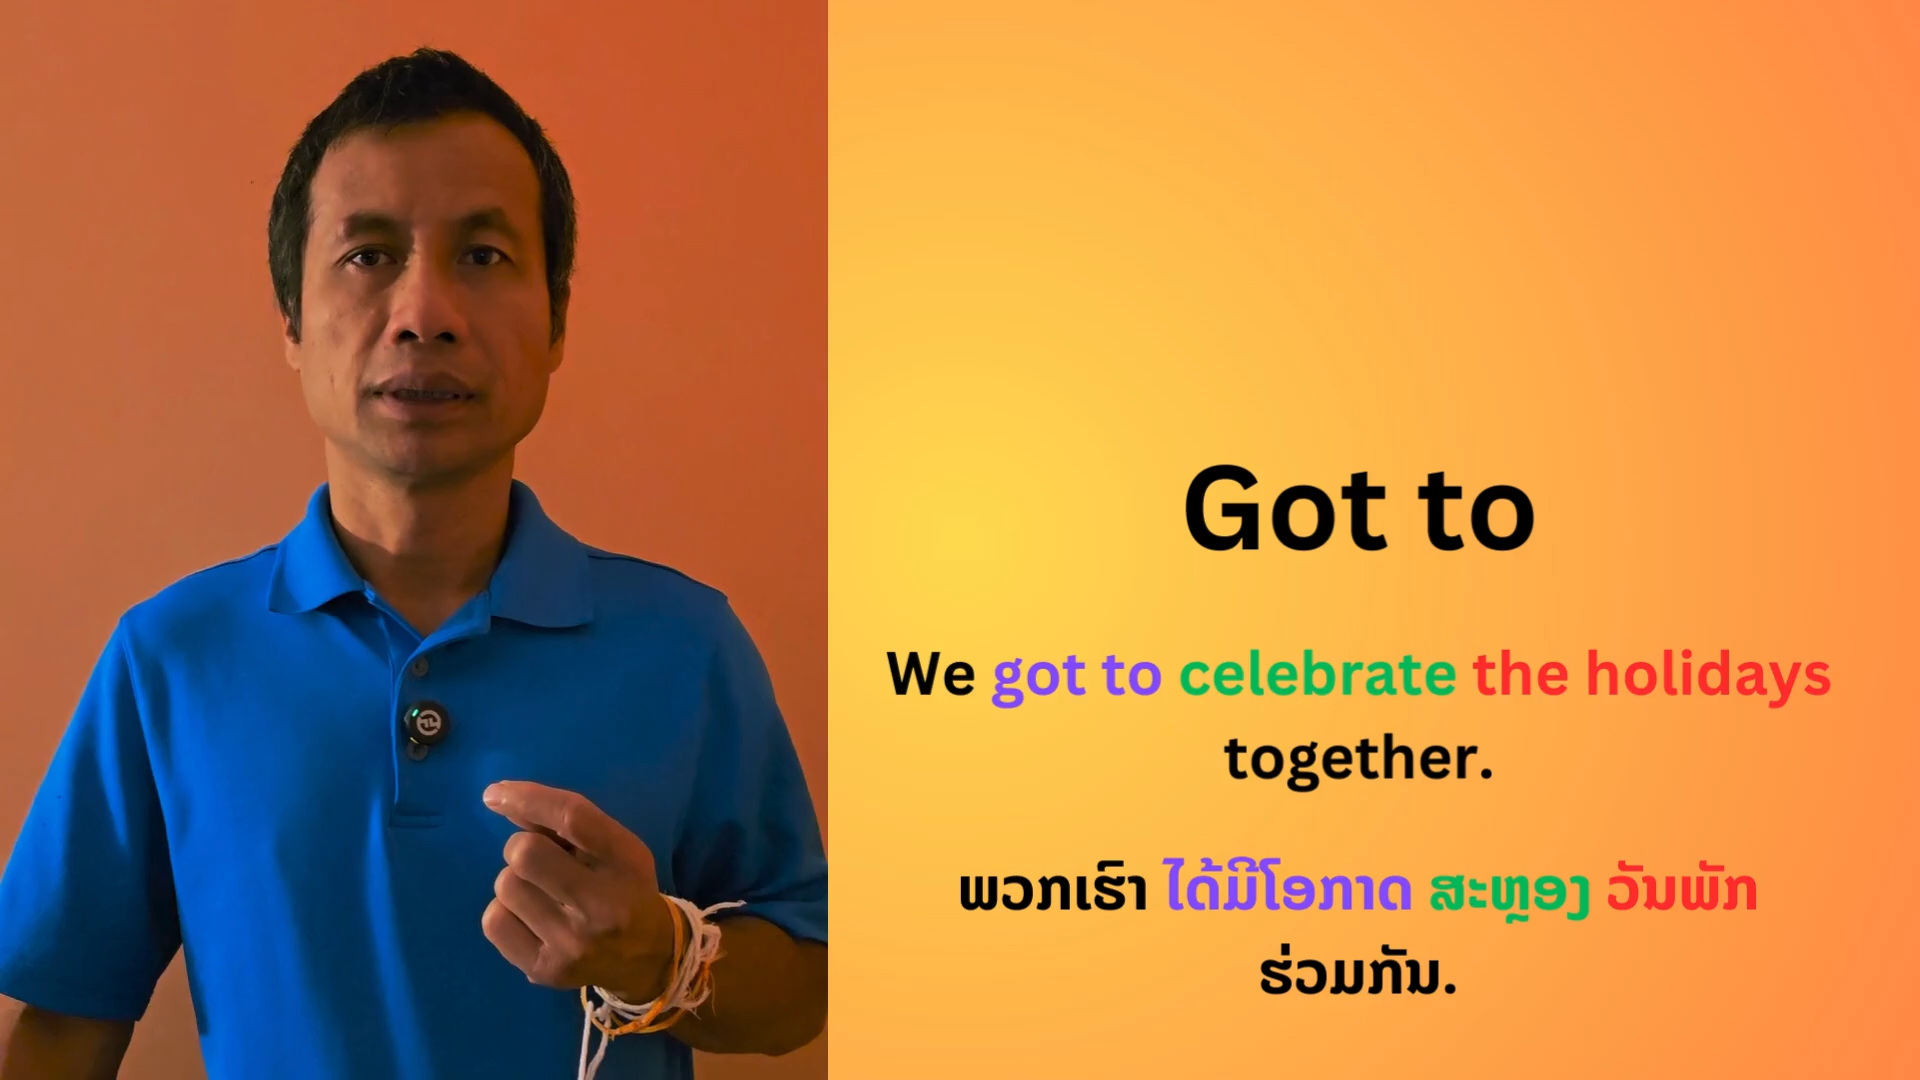 Got to
We got to celebrate the holidays
together.
ພວກເຮົາ ໄດ້ມີໂອກາດ ສະຫຼອງ ວັນພັກ
ຮ່ວມກັນ.